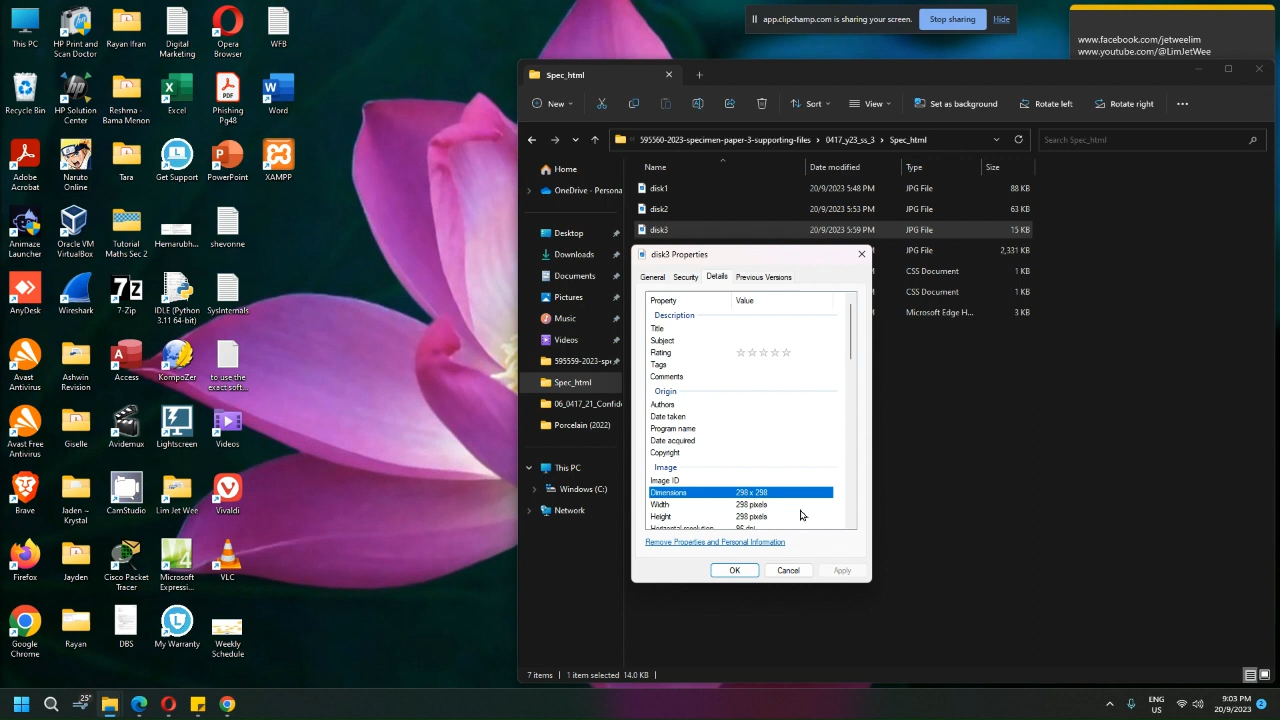 This PC
HP Print and Scan Doctor
Rayan Ifran
Digital Marketing
Opera Browser
WFB
Recycle Bin
HP Solution Center
Reshma - Bama Menon
Excel
Phishing Pg48
Word
Adobe Acrobat
Naruto Online
Tara
Get Support
PowerPoint
XAMPP
Animaze Launcher
Oracle VM VirtualBox
Tutorial Maths Sec 2
Hemarubh...
shevonne
AnyDesk
Wireshark
7-Zip
IDLE (Python 3.11 64-bit)
SysInternals
Avast Antivirus
Ashwin Revision
Access
KompoZer
to use the exact soft...
Avast Free Antivirus
Giselle
Avidemux
Lightscreen
Videos
Brave
Jaden ~ Krystal
CamStudio
Lim Jet Wee
Vivaldi
Firefox
Jayden
Cisco Packet Tracer
Microsoft Expressi...
VLC
Google Chrome
Rayan
DBS
My Warranty
Weekly Schedule
app.clipchamp.com is sharing your screen.
Stop sharing
Hide
www.facebook.com/jetweelim
www.youtube.com/@LimJetWee
Spec_html
New
Sort
View
Set as background
Rotate left
Rotate right
595560-2023-specimen-paper-3-supporting-files > 0417_y23_ss_3 > Spec_html
Search Spec_html
Home
OneDrive - Persona
Desktop
Downloads
Documents
Pictures
Music
Videos
595559-2023-spe
Spec_html
06_0417_21_Confid
Porcelain (2022)
This PC
Windows (C:)
Network
Name Date modified Type Size
disk1 20/9/2023 5:48 PM JPG File 88 KB
disk2 20/9/2023 5:53 PM JPG File 63 KB
disk3 20/9/2023 5:59 PM JPG File 15 KB
M JPG File 2,331 KB
M CSS Document 1 KB
M CSS Document 1 KB
M Microsoft Edge H... 3 KB
disk3 Properties
General Security Details Previous Versions
Property Value
Description
Title
Subject
Rating
Tags
Comments
Origin
Authors
Date taken
Program name
Date acquired
Copyright
Image
Image ID
Dimensions 298 x 298
Width 298 pixels
Height 298 pixels
Horizontal resolution 96 dpi
Remove Properties and Personal Information
OK Cancel Apply
7 items 1 item selected 14.0 KB
25°
ENG
US
9:03 PM
20/9/2023
2